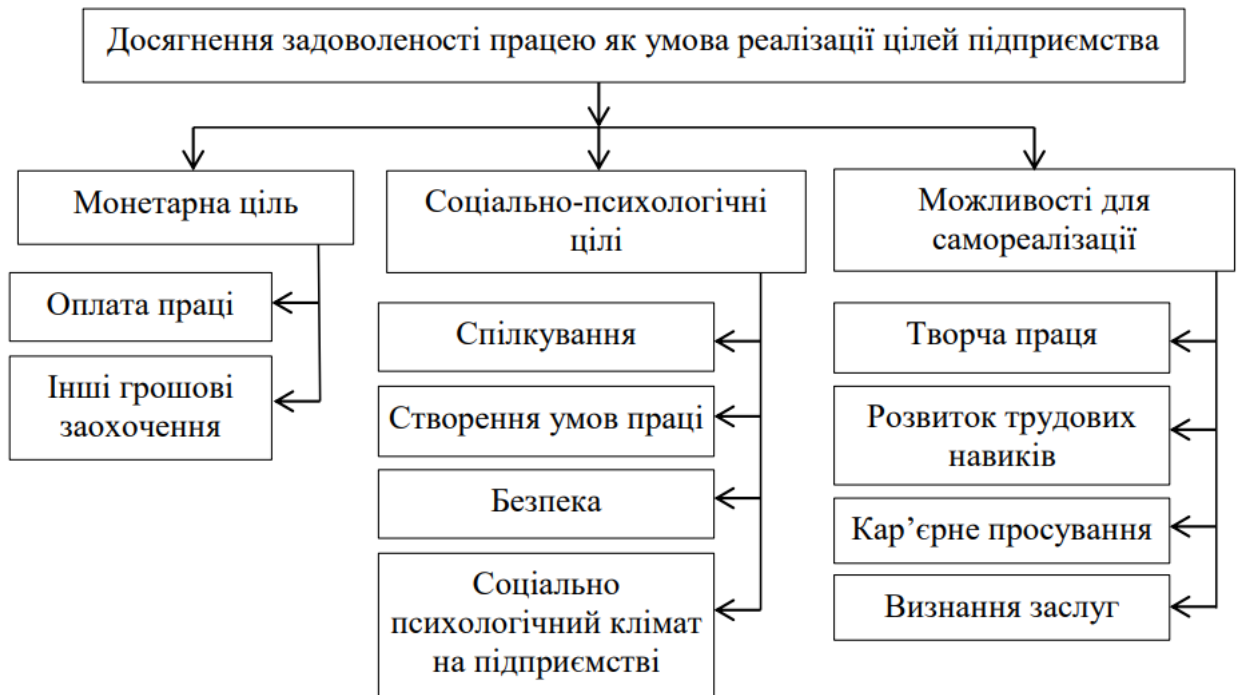 Досягнення задоволеності працею як умова реалізації цілей підприємства
Монетарна ціль
Оплата праці
Інші грошові
заохочення
Соціально-психологічні
цілі
Спілкування
Створення умов праці
Безпека
Соціально
психологічний клімат
на підприємстві
Можливості для
самореалізації
Творча праця
Розвиток трудових
навиків
Кар’єрне просування
Визнання заслуг